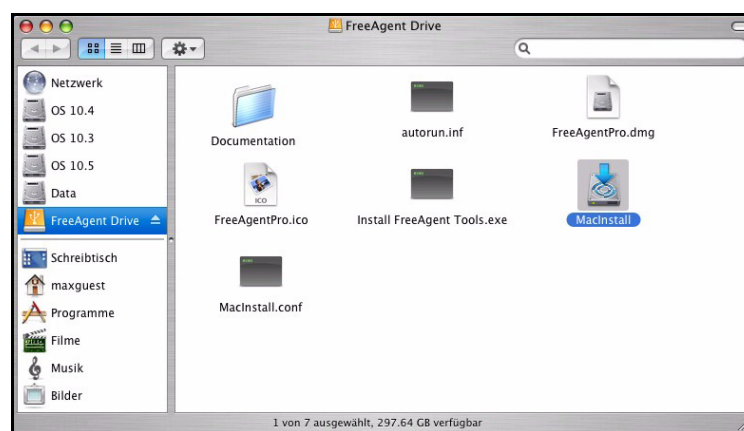 FreeAgent Drive
Netzwerk
OS 10.4
OS 10.3
OS 10.5
Data
FreeAgent Drive
Schreibtisch
maxguest
Programme
Filme
Musik
Bilder
Documentation
autorun.inf
FreeAgentPro.dmg
ICO
FreeAgentPro.ico
Install FreeAgent Tools.exe
MacInstall
MacInstall.conf
1 von 7 ausgewählt, 297.64 GB verfügbar